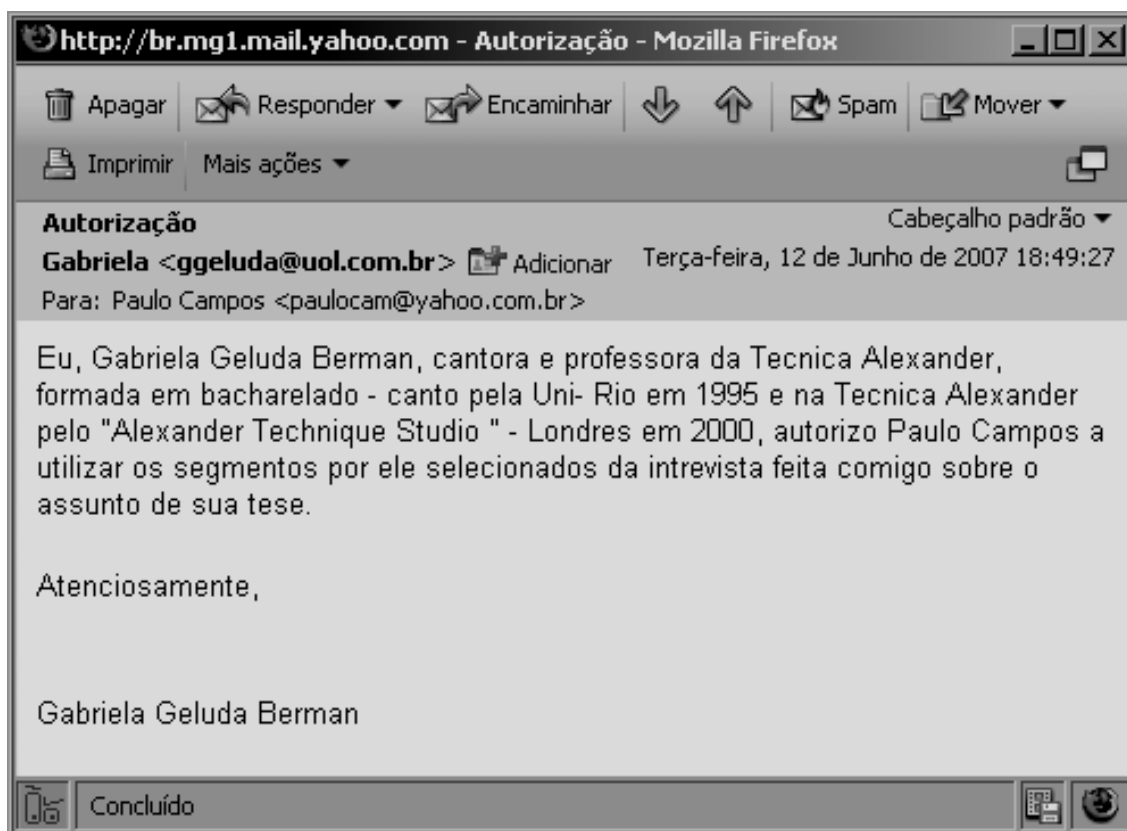 http://br.mg1.mail.yahoo.com - Autorização - Mozilla Firefox
Apagar Responder Encaminhar Spam Mover
Imprimir Mais ações
Autorização Cabeçalho padrão
Gabriela <ggeluda@uol.com.br> Adicionar Terça-feira, 12 de Junho de 2007 18:49:27
Para: Paulo Campos <paulocam@yahoo.com.br>
Eu, Gabriela Geluda Berman, cantora e professora da Tecnica Alexander,
formada em bacharelado - canto pela Uni- Rio em 1995 e na Tecnica Alexander
pelo "Alexander Technique Studio " - Londres em 2000, autorizo Paulo Campos a
utilizar os segmentos por ele selecionados da intrevista feita comigo sobre o
assunto de sua tese.
Atenciosamente,
Gabriela Geluda Berman
Concluído